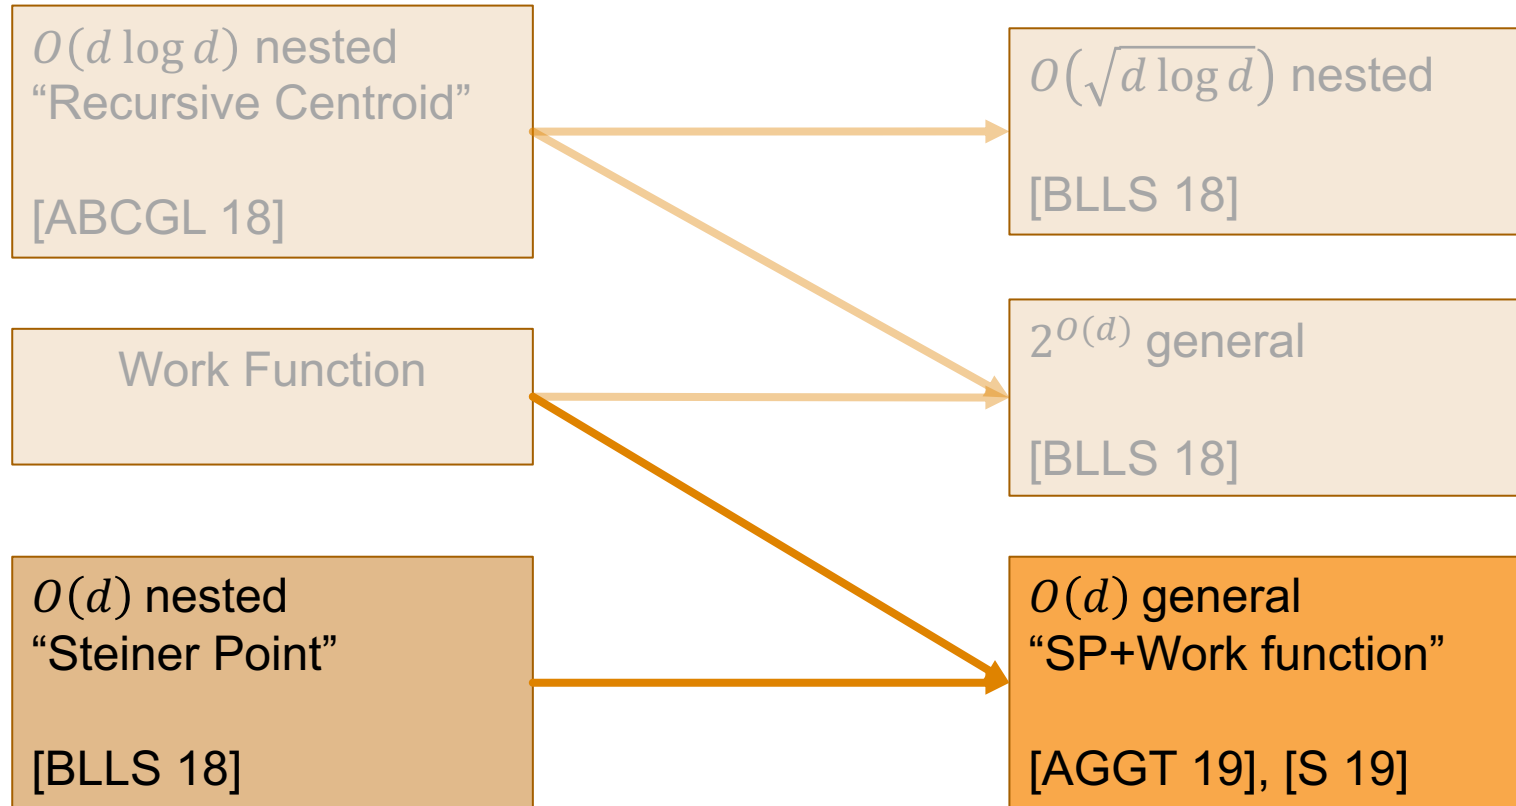 O(d log d) nested
“Recursive Centroid”
[ABCGL 18]
Work Function
O(d) nested
“Steiner Point”
[BLLS 18]
O(√(d log d)) nested
[BLLS 18]
2^{O(d)} general
[BLLS 18]
O(d) general
“SP+Work function”
[AGGT 19], [S 19]